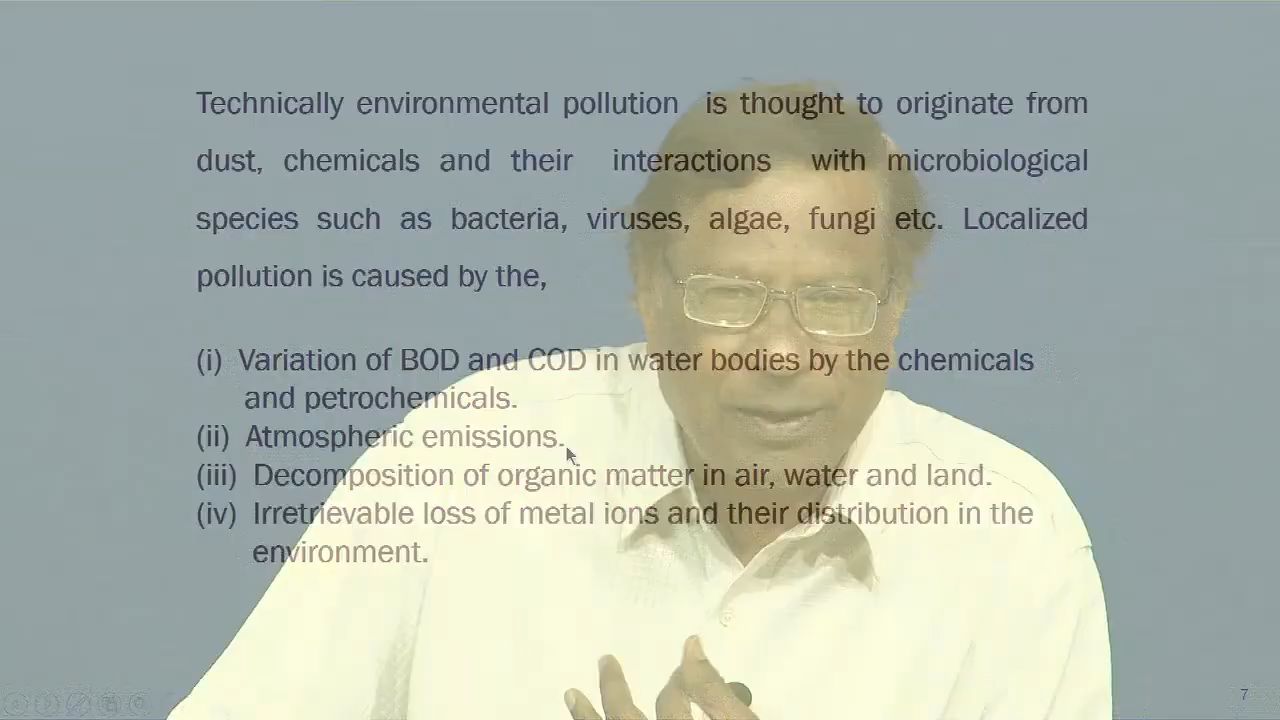 Technically environmental pollution is thought to originate from
dust, chemicals and their interactions with microbiological
species such as bacteria, viruses, algae, fungi etc. Localized
pollution is caused by the,
(i) Variation of BOD and COD in water bodies by the chemicals
and petrochemicals.
(ii) Atmospheric emissions.
(iii) Decomposition of organic matter in air, water and land.
(iv) Irretrievable loss of metal ions and their distribution in the
environment.
7